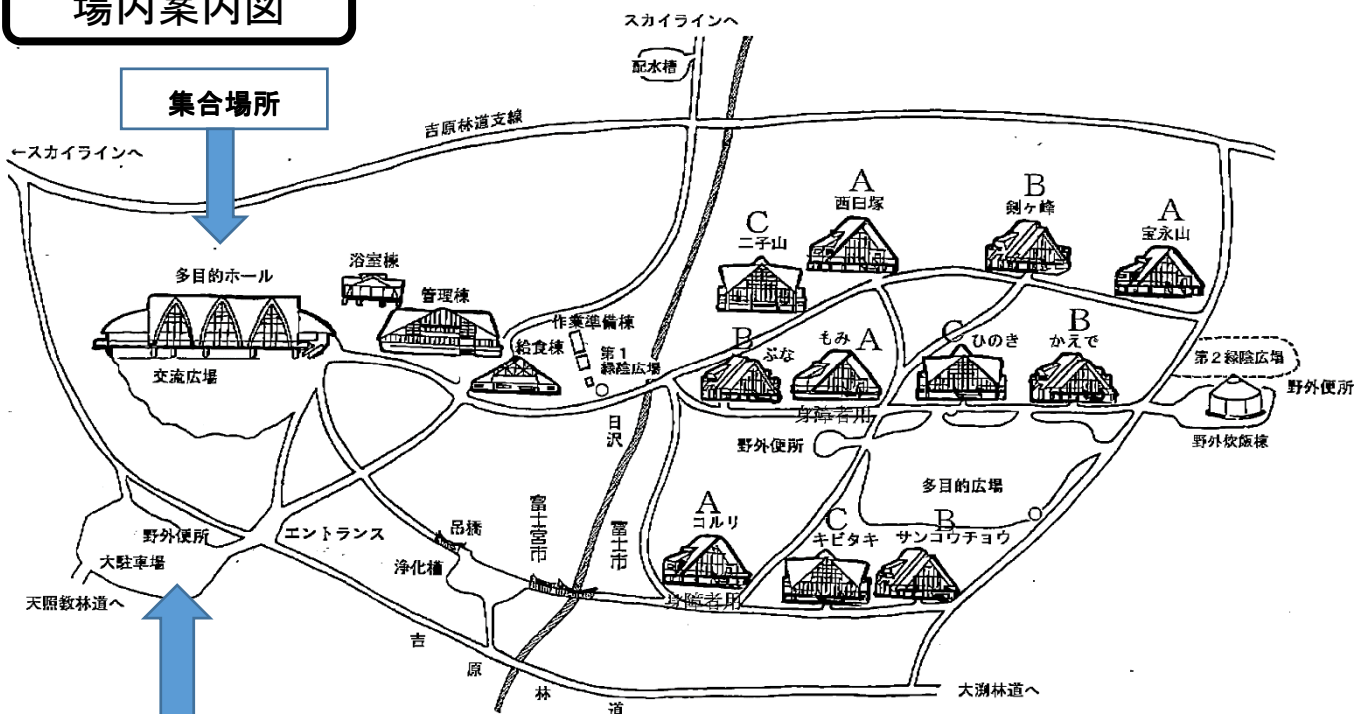 場内案内図
スカイラインへ
配水槽
集合場所
吉原林道支線
←スカイラインへ
A
西臼塚
B
剣ヶ峰
A
宝永山
C
二子山
多目的ホール
浴室棟
管理棟
作業準備棟
給食棟
第1
緑陰広場
交流広場
B
ぶな
もみ
A
C
ひのき
B
かえで
第2緑陰広場
野外便所
野外炊飯棟
身障者用
日沢
野外便所
多目的広場
富士宮市
富士市
A
コルリ
C
キビタキ
B
サンコウチョウ
身障者用
エントランス
吊橋
浄化槽
野外便所
大駐車場
天照教林道へ
吉原林道
大渕林道へ